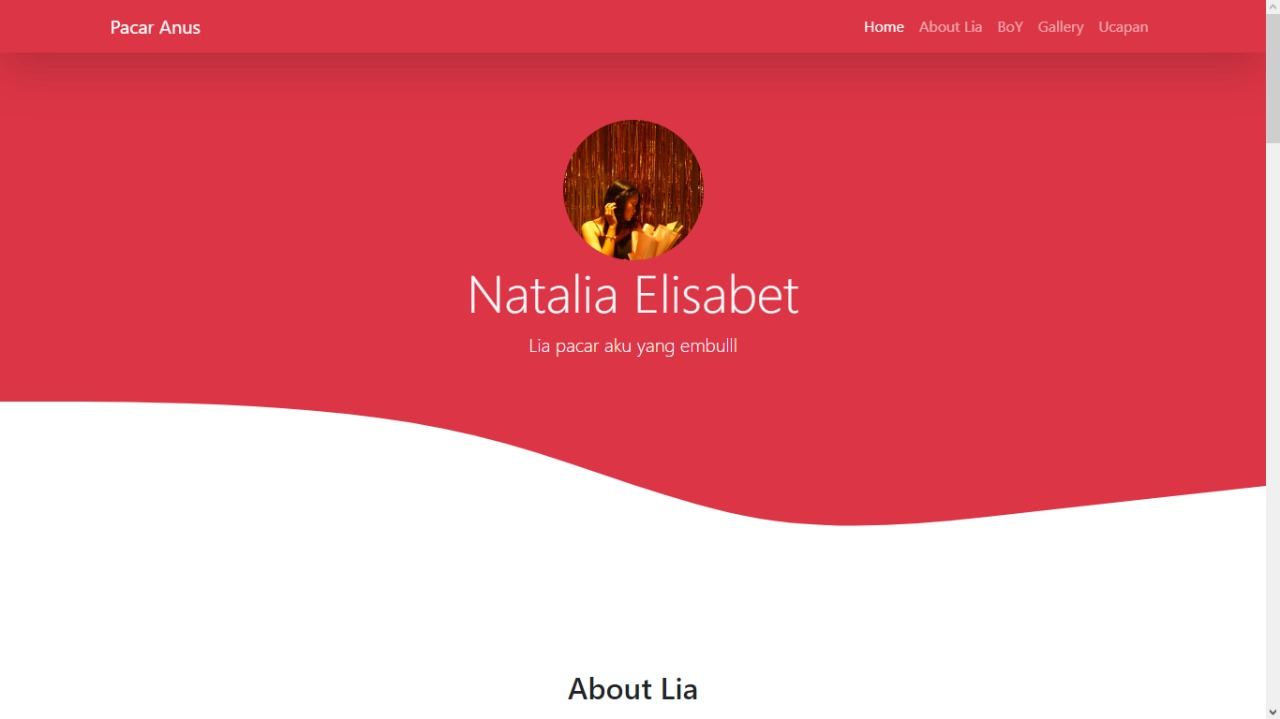 Pacar Anus
Home About Lia BoY Gallery Ucapan
Natalia Elisabet
Lia pacar aku yang embulll
About Lia